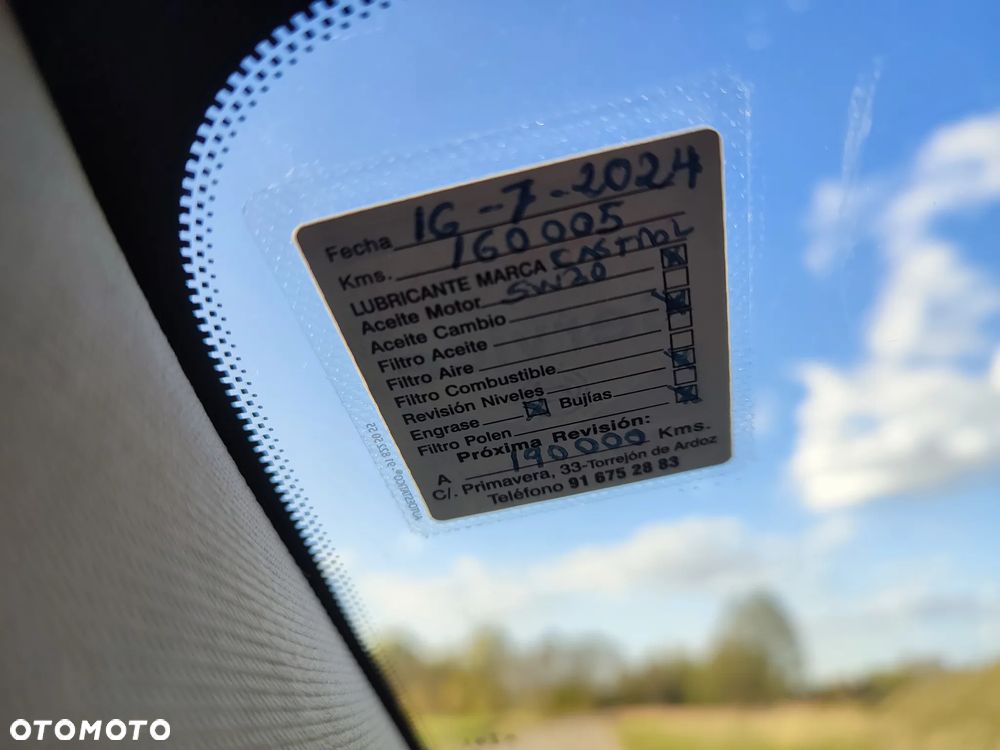 Fecha 16-7-2024
Kms. 160005
LUBRICANTE MARCA CASTROL
Aceite Motor 5W20
Aceite Cambio
Filtro Aceite
Filtro Aire
Filtro Combustible
Revisión Niveles
Engrase Bujías
Filtro Polen
Próxima Revisión:
A 190000 Kms.
C/. Primavera, 33-Torrejón de Ardoz
Teléfono 91 675 28 83
OTOMOTO